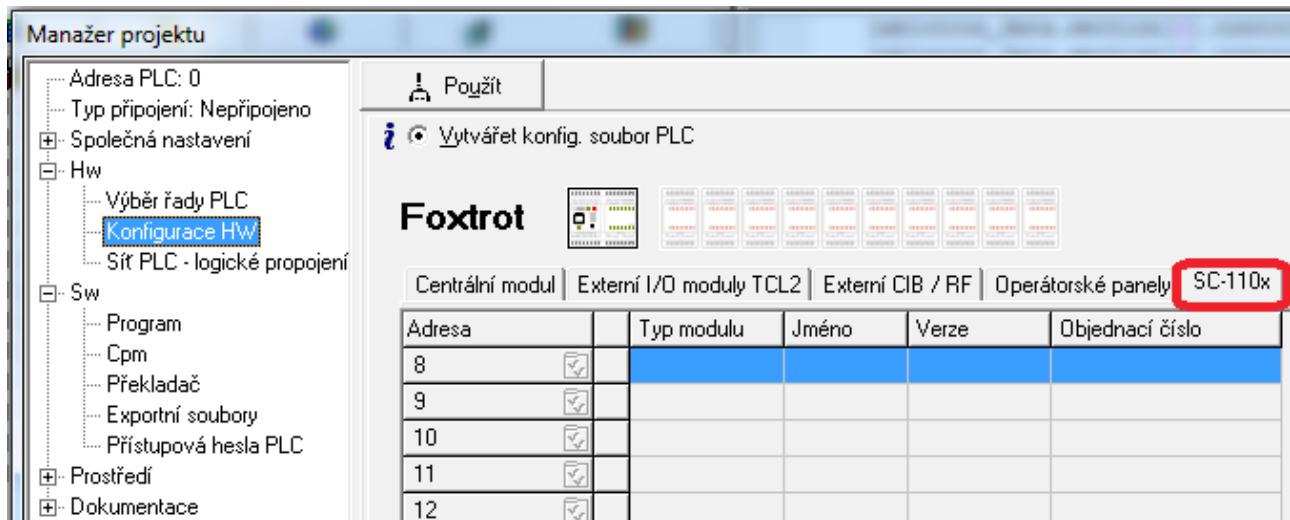 Manažer projektu
Adresa PLC: 0
Typ připojení: Nepřipojeno
Společná nastavení
Hw
Výběr řady PLC
Konfigurace HW
Síť PLC - logické propojení
Sw
Program
Cpm
Překladač
Exportní soubory
Přístupová hesla PLC
Prostředí
Dokumentace
Použít
i Vytvářet konfig. soubor PLC
Foxtrot
Centrální modul Externí I/O moduly TCL2 Externí CIB / RF Operátorské panely SC-110x
Adresa Typ modulu Jméno Verze Objednací číslo
8
9
10
11
12